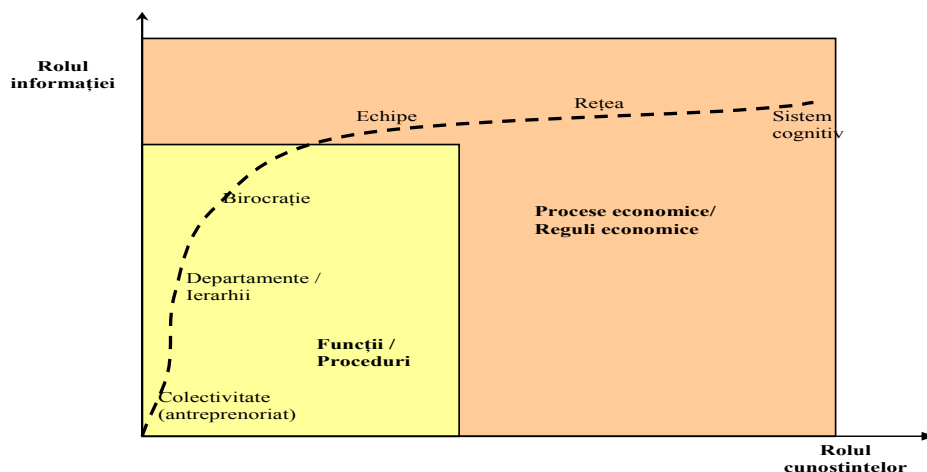 Rolul
informației
Echipe
Rețea
Sistem
cognitiv
Birocrație
Procese economice/
Reguli economice
Departamente /
Ierarhii
Funcții /
Proceduri
Colectivitate
(antreprenoriat)
Rolul
cunostintelor